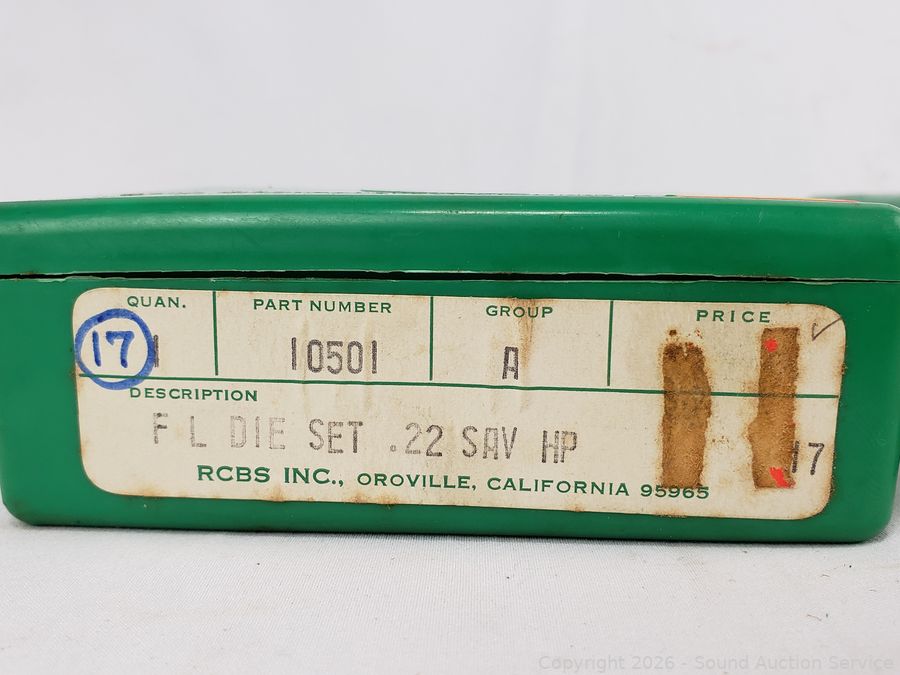 QUAN. PART NUMBER GROUP PRICE
17 1 10501 A
DESCRIPTION
F L DIE SET .22 SAV HP
17
RCBS INC., OROVILLE, CALIFORNIA 95965
Copyright 2026 - Sound Auction Service